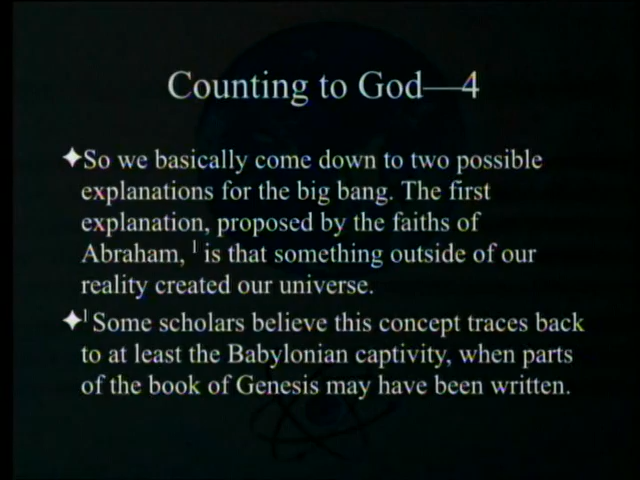 Counting to God—4
✦So we basically come down to two possible
explanations for the big bang. The first
explanation, proposed by the faiths of
Abraham, ¹ is that something outside of our
reality created our universe.
✦¹ Some scholars believe this concept traces back
to at least the Babylonian captivity, when parts
of the book of Genesis may have been written.